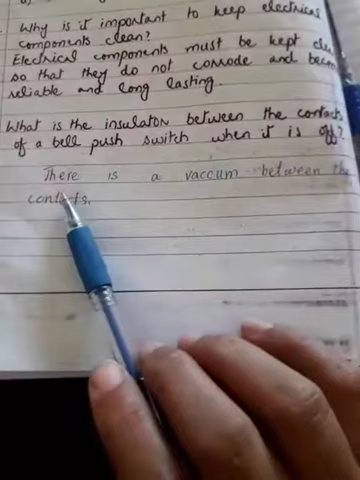 Why is it important to keep electrical
components clean?
Electrical components must be kept
so that they do not corrode and
reliable and long lasting.
What is the insulator between the contacts
of a bell push switch when it is off?
There is a vaccum between the
contacts.